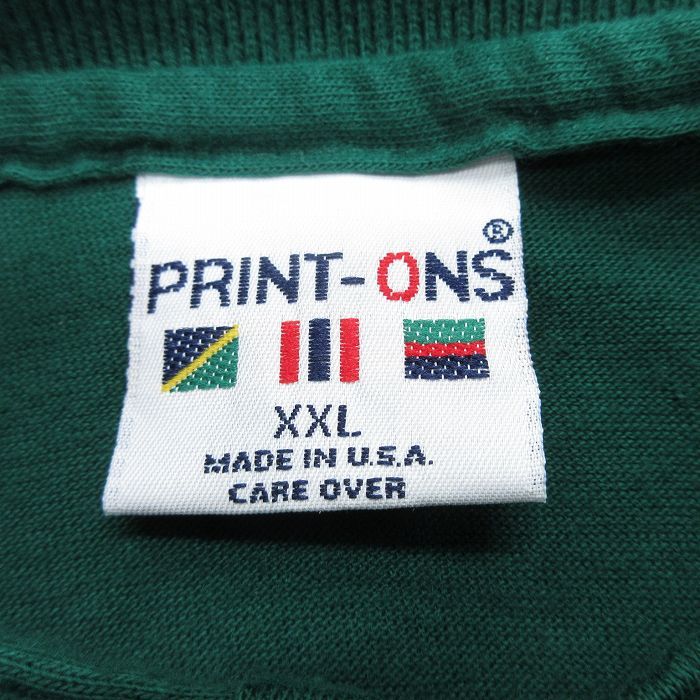 PRINT-ONS®
XXL
MADE IN U.S.A.
CARE OVER